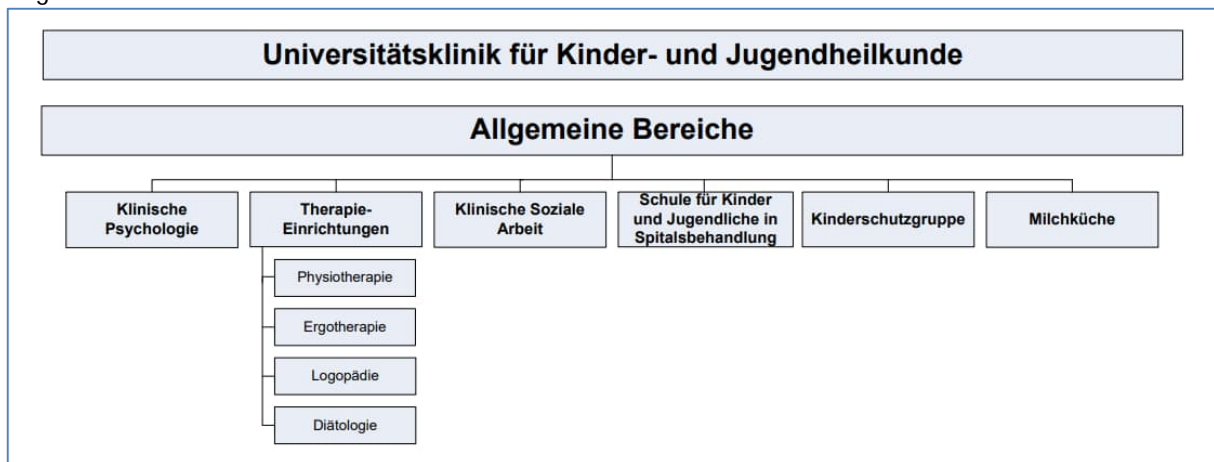 Universitätsklinik für Kinder- und Jugendheilkunde
Allgemeine Bereiche
Klinische
Psychologie
Therapie-
Einrichtungen
Klinische Soziale
Arbeit
Schule für Kinder
und Jugendliche in
Spitalsbehandlung
Kinderschutzgruppe
Milchküche
Physiotherapie
Ergotherapie
Logopädie
Diätologie